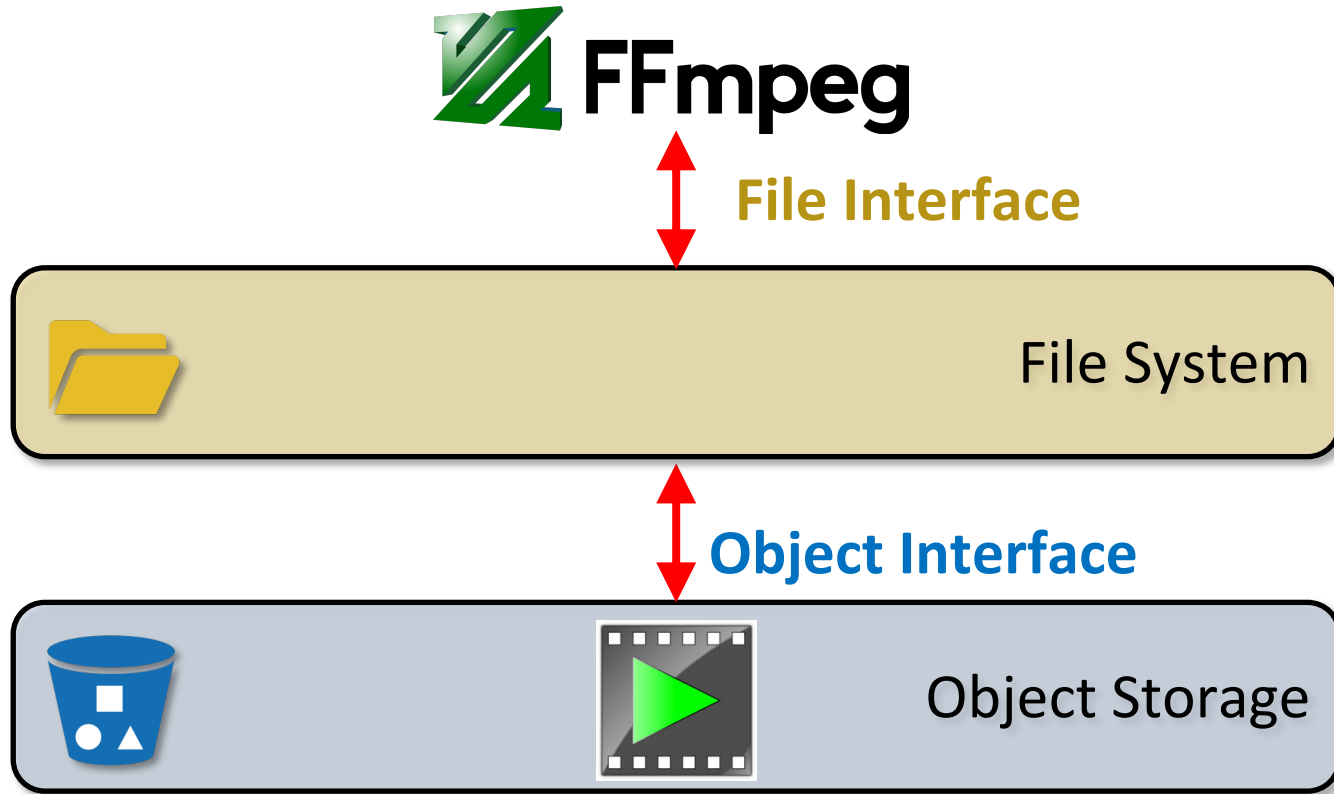 FFmpeg
File Interface
File System
Object Interface
Object Storage